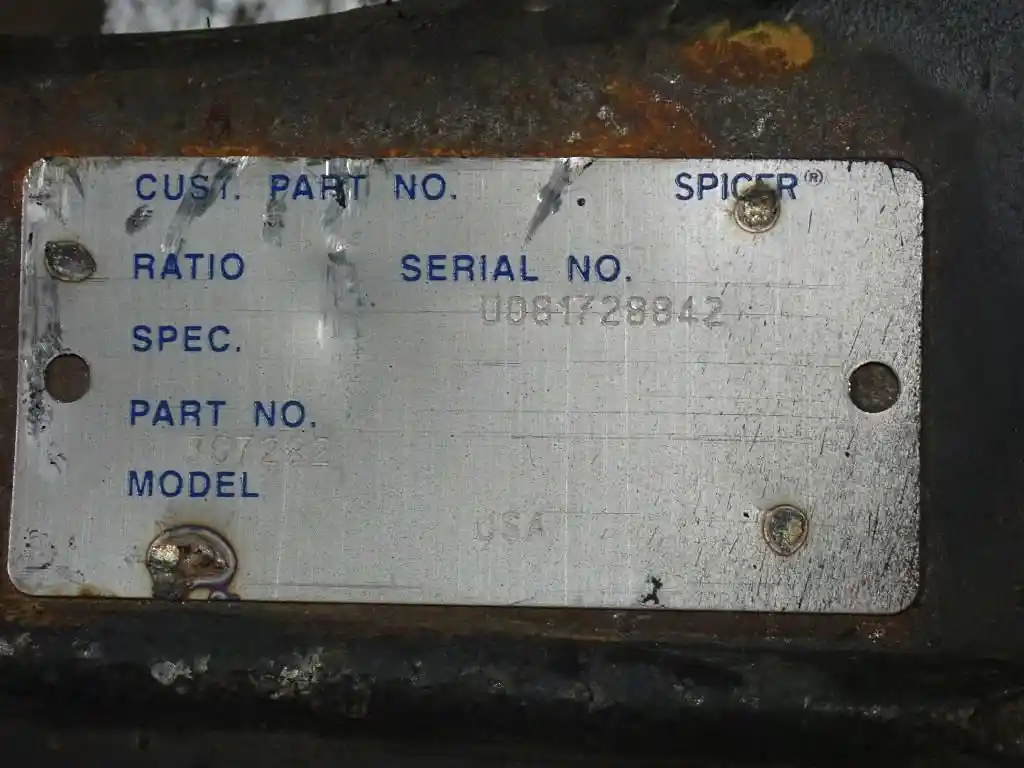 CUST. PART NO. SPICER®
RATIO SERIAL NO.
U081728842
SPEC.
PART NO.
MODEL
USA